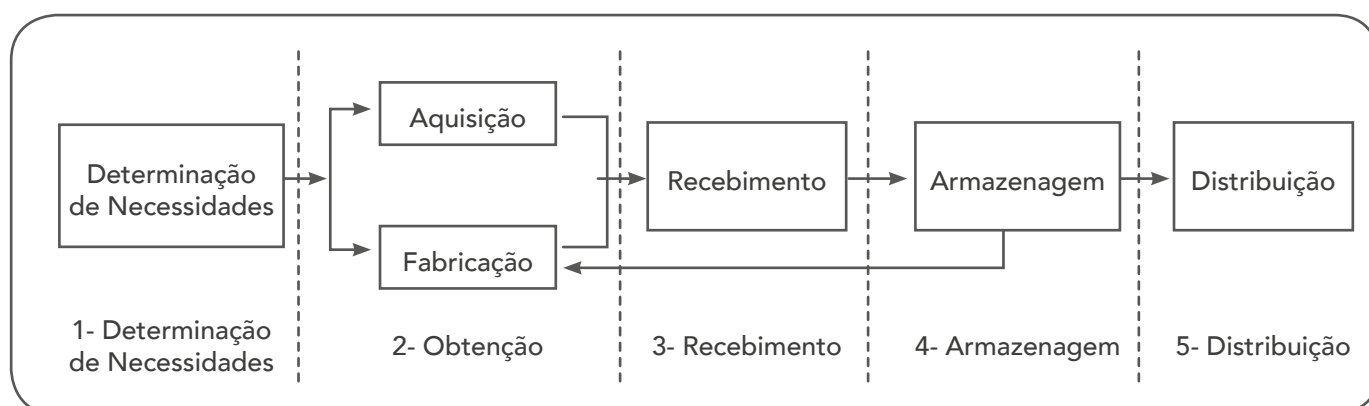 Determinação
de Necessidades
Aquisição
Fabricação
Recebimento
Armazenagem
Distribuição
1- Determinação
de Necessidades
2- Obtenção
3- Recebimento
4- Armazenagem
5- Distribuição